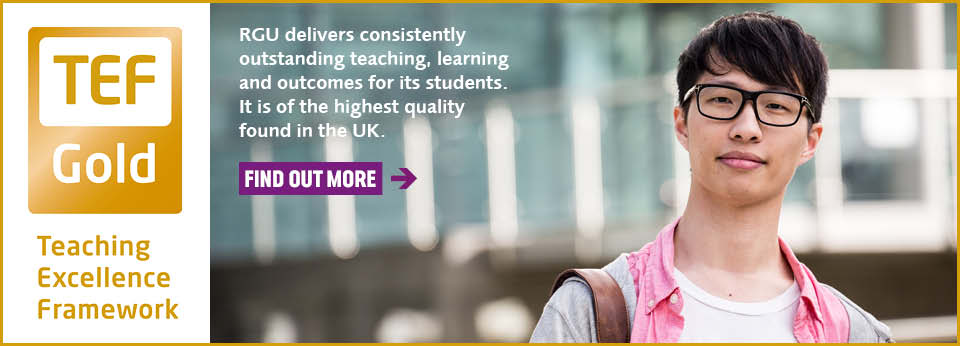 TEF
Gold
Teaching
Excellence
Framework
RGU delivers consistently
outstanding teaching, learning
and outcomes for its students.
It is of the highest quality
found in the UK.
FIND OUT MORE